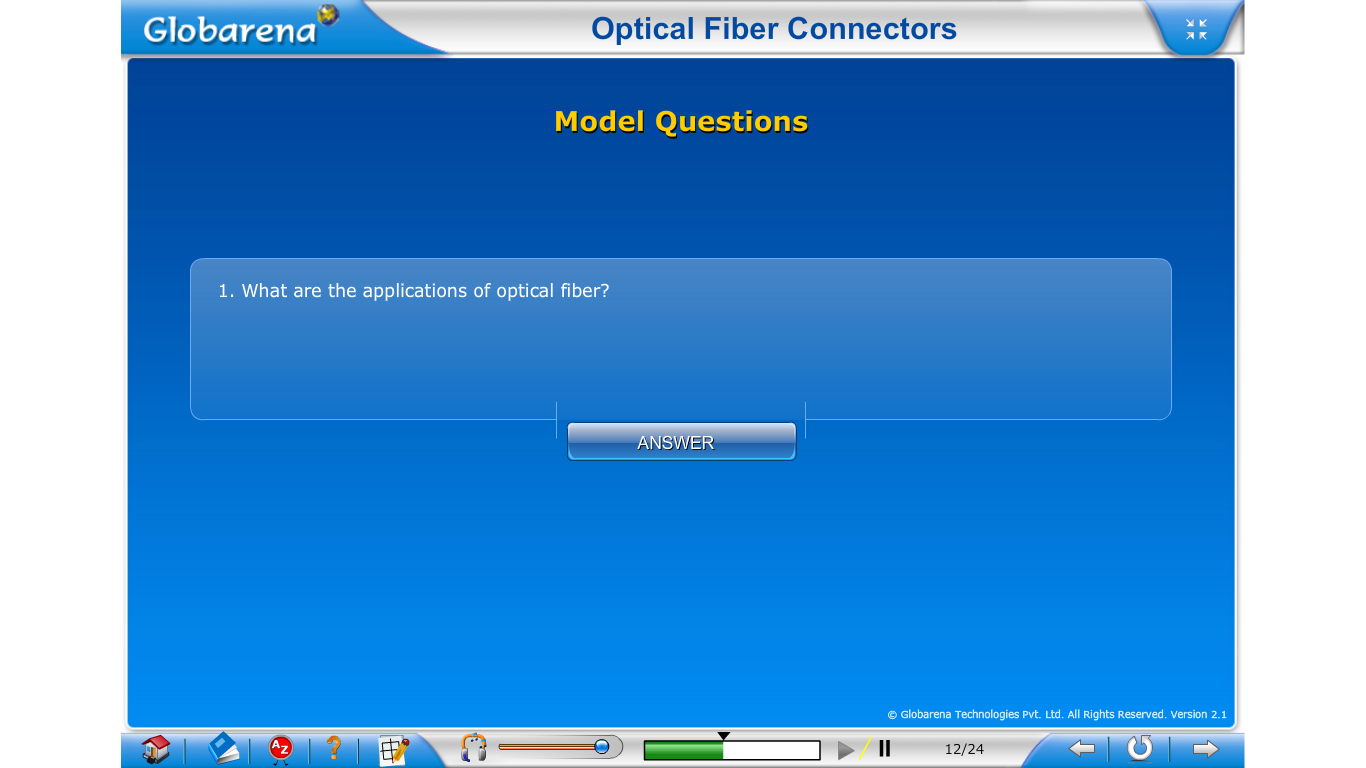 Globarena
Optical Fiber Connectors
Model Questions
1. What are the applications of optical fiber?
ANSWER
© Globarena Technologies Pvt. Ltd. All Rights Reserved. Version 2.1
AZ
?
12/24